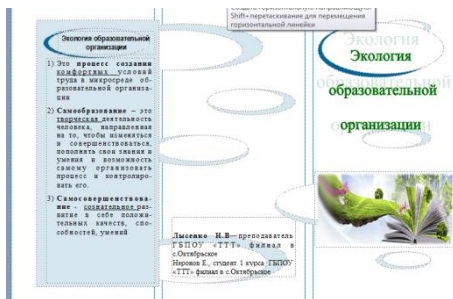 Создать горизонтальную направляющую.
Shift+перетаскивание для перемещения
горизонтальной линейки
Экология образовательной
организации
1) Это процесс создания
комфортных условий
труда в микросреде об-
разовательной организа-
ции
2) Самообразование – это
творческая деятельность
человека, направленная
на то, чтобы изменяться
и совершенствоваться,
пополнять свои знания и
умения и возможность
самому организовать
процесс и контролиро-
вать его.
3) Самосовершенствова-
ние - сознательное раз-
витие в себе положи-
тельных качеств, спо-
собностей, умений
Лысенко Н.В—преподаватель
ГБПОУ «ТТТ» филиал в
с.Октябрьское
Неронов Е., студент 1 курса ГБПОУ
«ТТТ» филиал в с.Октябрьское
Экология
образовательной
организации